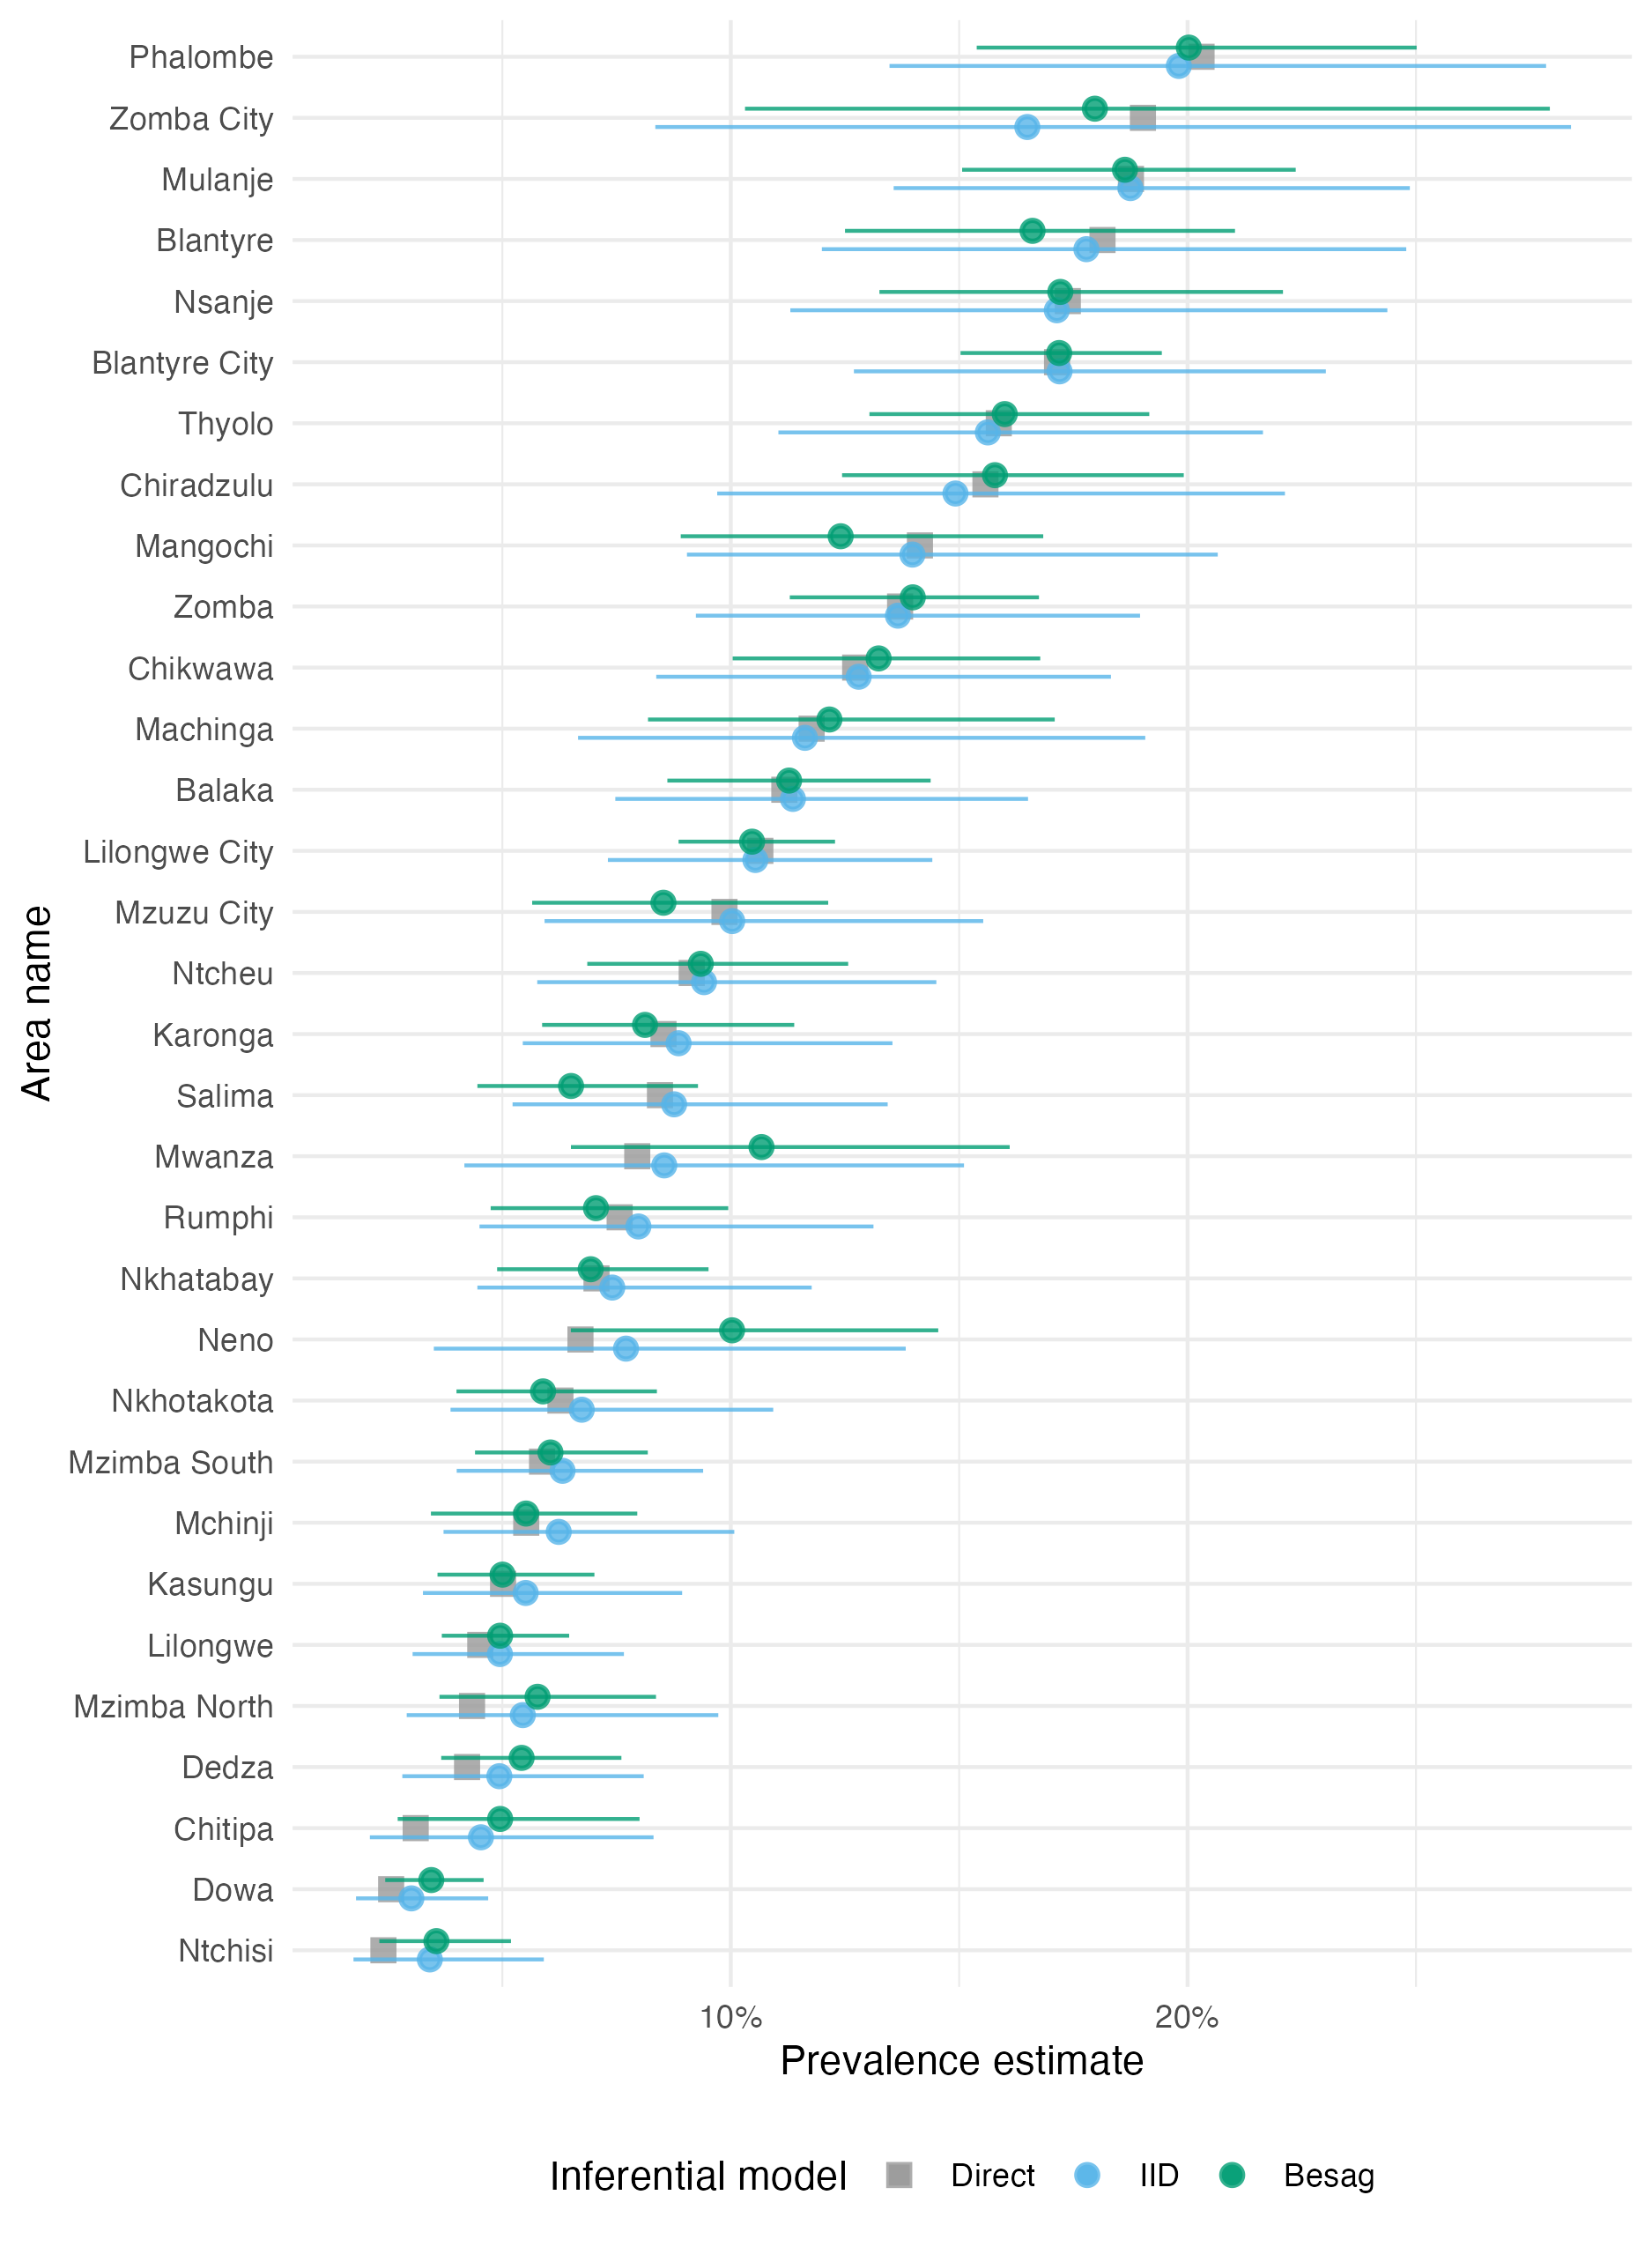 Phalombe
Zomba City
Mulanje
Blantyre
Nsanje
Blantyre City
Thyolo
Chiradzulu
Mangochi
Zomba
Chikwawa
Machinga
Balaka
Lilongwe City
Mzuzu City
Ntcheu
Karonga
Salima
Mwanza
Rumphi
Nkhatabay
Neno
Nkhotakota
Mzimba South
Mchinji
Kasungu
Lilongwe
Mzimba North
Dedza
Chitipa
Dowa
Ntchisi
Area name
10% 20%
Prevalence estimate
Inferential model Direct IID Besag